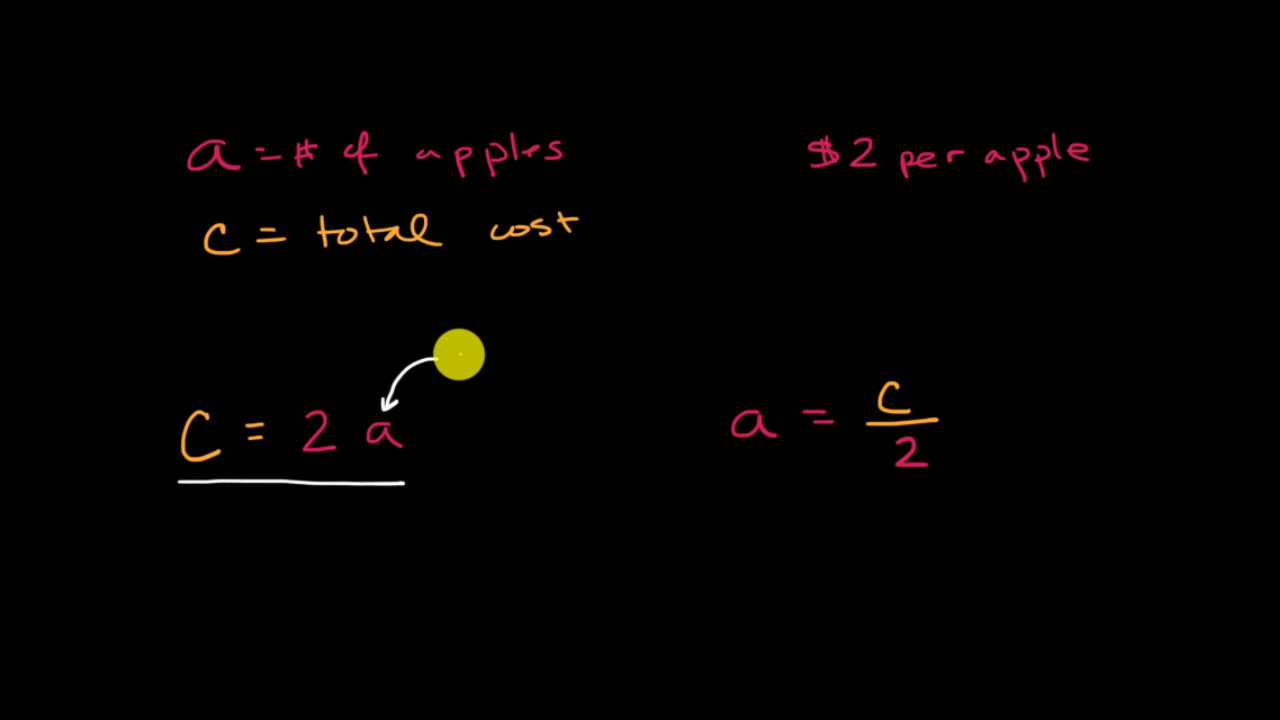 a = # of apples
$2 per apple
c = total cost
C = 2 a
a = c/2